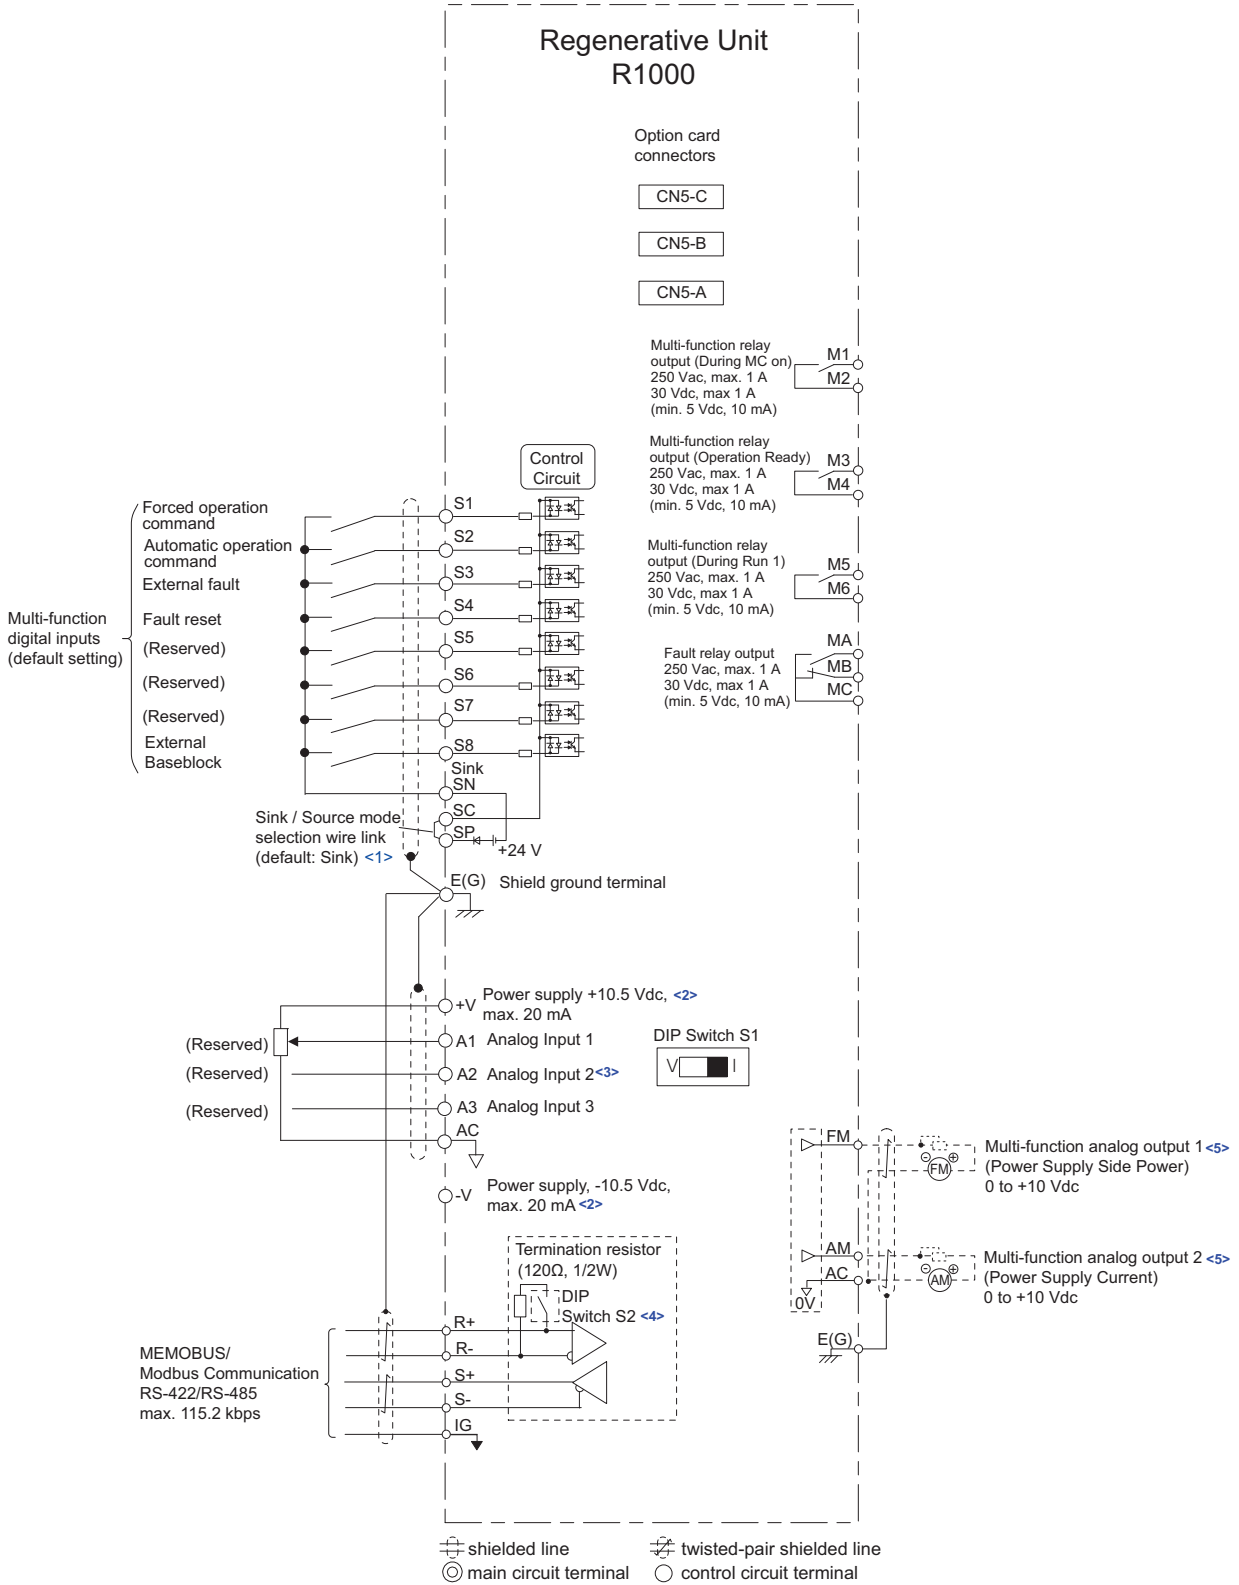 Regenerative Unit
R1000
Option card
connectors
CN5-C
CN5-B
CN5-A
Multi-function relay
output (During MC on)
250 Vac, max. 1 A
30 Vdc, max 1 A
(min. 5 Vdc, 10 mA)
M1
M2
Multi-function relay
output (Operation Ready)
250 Vac, max. 1 A
30 Vdc, max 1 A
(min. 5 Vdc, 10 mA)
M3
M4
Multi-function relay
output (During Run 1)
250 Vac, max. 1 A
30 Vdc, max 1 A
(min. 5 Vdc, 10 mA)
M5
M6
Fault relay output
250 Vac, max. 1 A
30 Vdc, max 1 A
(min. 5 Vdc, 10 mA)
MA
MB
MC
Control
Circuit
Multi-function
digital inputs
(default setting)
Forced operation
command
S1
Automatic operation
command
S2
External fault
S3
Fault reset
S4
(Reserved)
S5
(Reserved)
S6
(Reserved)
S7
External
Baseblock
S8
Sink
SN
SC
SP
+24 V
Sink / Source mode
selection wire link
(default: Sink) <1>
E(G) Shield ground terminal
+V Power supply +10.5 Vdc, <2>
max. 20 mA
(Reserved)
A1 Analog Input 1
(Reserved)
A2 Analog Input 2 <3>
(Reserved)
A3 Analog Input 3
AC
-V Power supply, -10.5 Vdc,
max. 20 mA <2>
DIP Switch S1
V I
FM
Multi-function analog output 1 <5>
(Power Supply Side Power)
0 to +10 Vdc
FM
AM
AC
0V
Multi-function analog output 2 <5>
(Power Supply Current)
0 to +10 Vdc
AM
E(G)
Termination resistor
(120Ω, 1/2W)
DIP
Switch S2 <4>
MEMOBUS/
Modbus Communication
RS-422/RS-485
max. 115.2 kbps
R+
R-
S+
S-
IG
shielded line
twisted-pair shielded line
main circuit terminal
control circuit terminal